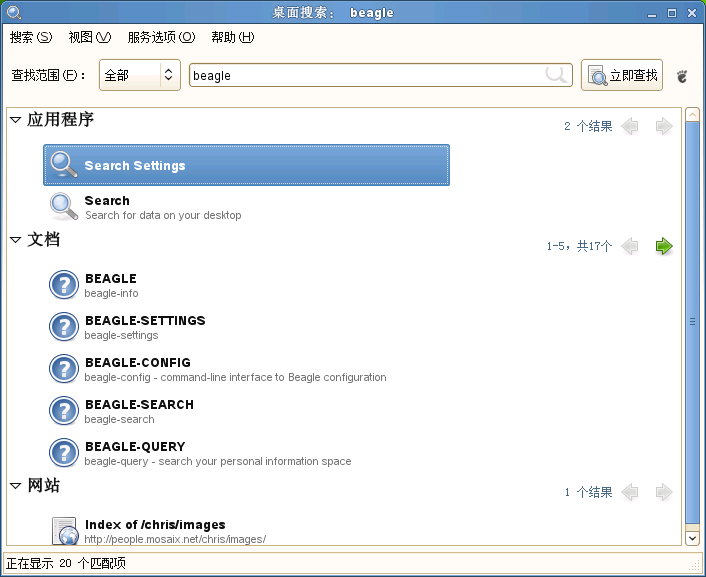 桌面搜索： beagle
搜索(S) 视图(V) 服务选项(O) 帮助(H)
查找范围(F)： 全部 beagle 立即查找
应用程序 2 个结果
Search Settings
Search
Search for data on your desktop
文档 1-5，共17个
BEAGLE
beagle-info
BEAGLE-SETTINGS
beagle-settings
BEAGLE-CONFIG
beagle-config - command-line interface to Beagle configuration
BEAGLE-SEARCH
beagle-search
BEAGLE-QUERY
beagle-query - search your personal information space
网站 1 个结果
Index of /chris/images
http://people.mosaix.net/chris/images/
正在显示 20 个匹配项